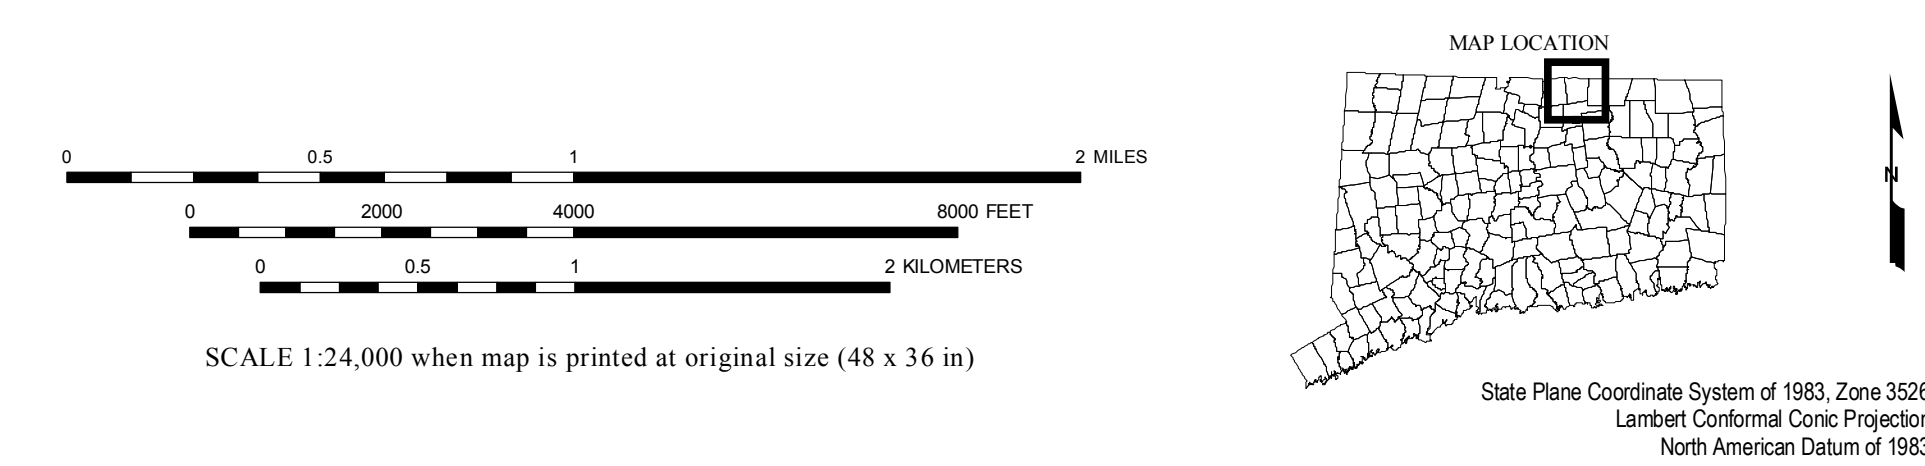 0 0.5 1 2 MILES
0 2000 4000 8000 FEET
0 0.5 1 2 KILOMETERS
SCALE 1:24,000 when map is printed at original size (48 x 36 in)
MAP LOCATION
N
State Plane Coordinate System of 1983, Zone 3526
Lambert Conformal Conic Projection
North American Datum of 1983